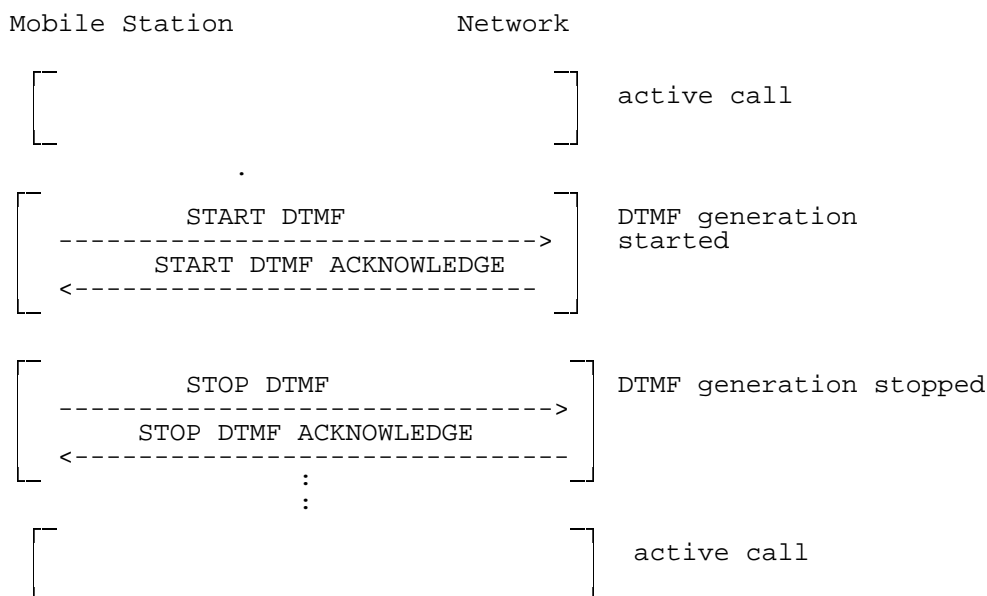 Mobile Station Network
active call
.
START DTMF DTMF generation
------------------------------> started
START DTMF ACKNOWLEDGE
<-----------------------------
STOP DTMF DTMF generation stopped
------------------------------->
STOP DTMF ACKNOWLEDGE
<-------------------------------
:
:
active call